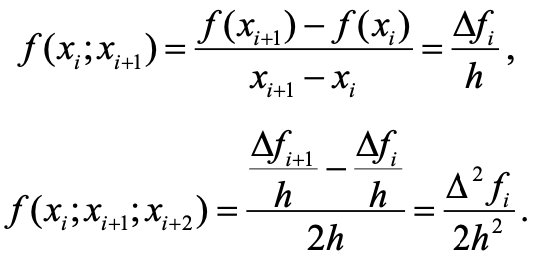 f(x_i;x_{i+1}) = \frac{f(x_{i+1}) - f(x_i)}{x_{i+1} - x_i} = \frac{\Delta f_i}{h},
f(x_i;x_{i+1};x_{i+2}) = \frac{\frac{\Delta f_{i+1}}{h} - \frac{\Delta f_i}{h}}{2h} = \frac{\Delta^2 f_i}{2h^2}.